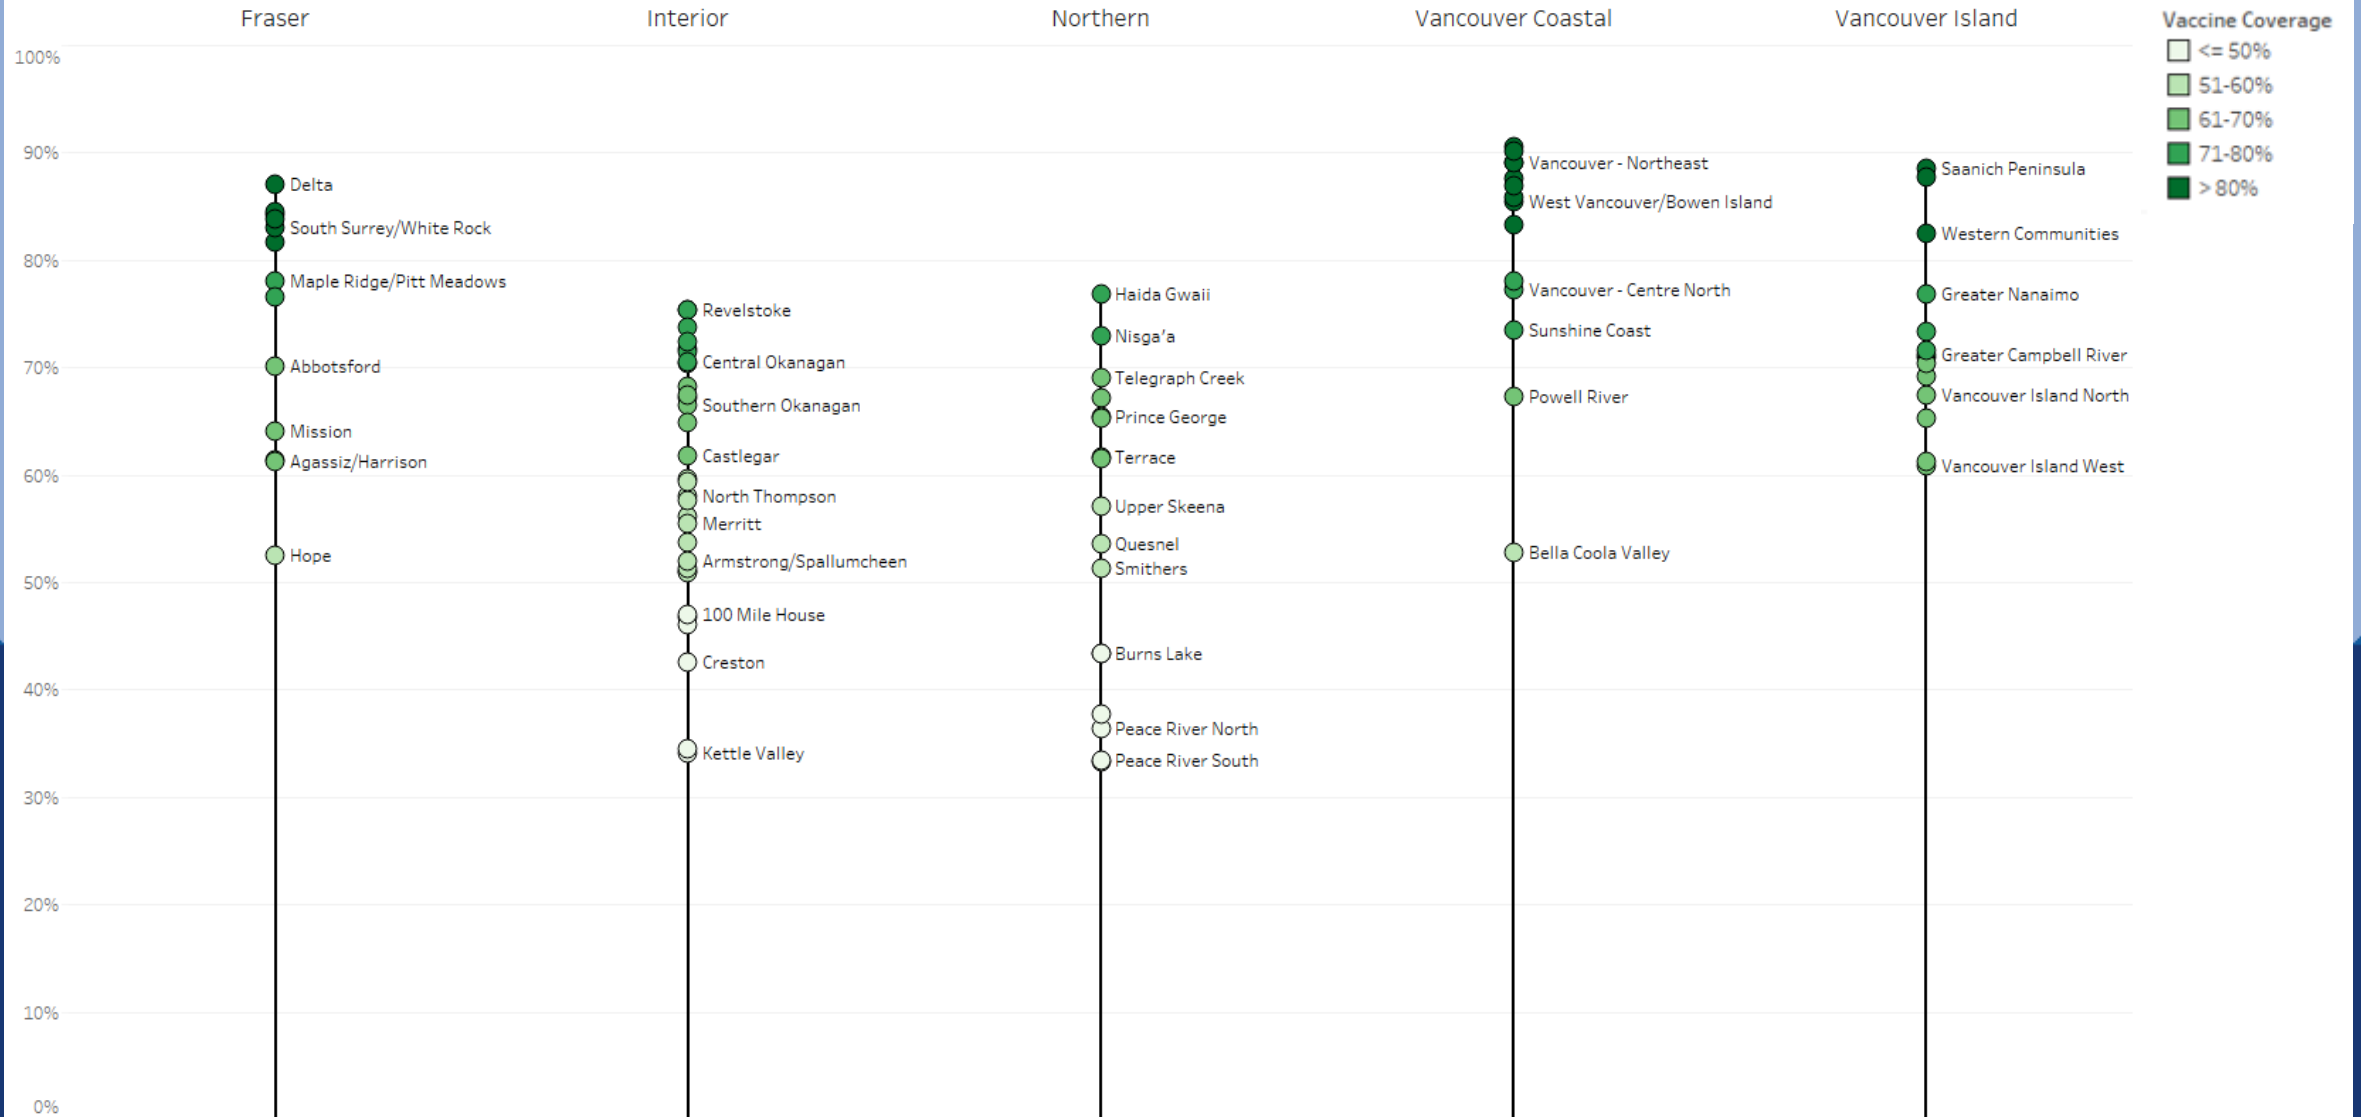 Fraser
Interior
Northern
Vancouver Coastal
Vancouver Island
Vaccine Coverage
<= 50%
51-60%
61-70%
71-80%
> 80%
100%
90%
80%
70%
60%
50%
40%
30%
20%
10%
0%
Delta
South Surrey/White Rock
Maple Ridge/Pitt Meadows
Abbotsford
Mission
Agassiz/Harrison
Hope
Revelstoke
Central Okanagan
Southern Okanagan
Castlegar
North Thompson
Merritt
Armstrong/Spallumcheen
100 Mile House
Creston
Kettle Valley
Haida Gwaii
Nisga'a
Telegraph Creek
Prince George
Terrace
Upper Skeena
Quesnel
Smithers
Burns Lake
Peace River North
Peace River South
Vancouver - Northeast
West Vancouver/Bowen Island
Vancouver - Centre North
Sunshine Coast
Powell River
Bella Coola Valley
Saanich Peninsula
Western Communities
Greater Nanaimo
Greater Campbell River
Vancouver Island North
Vancouver Island West